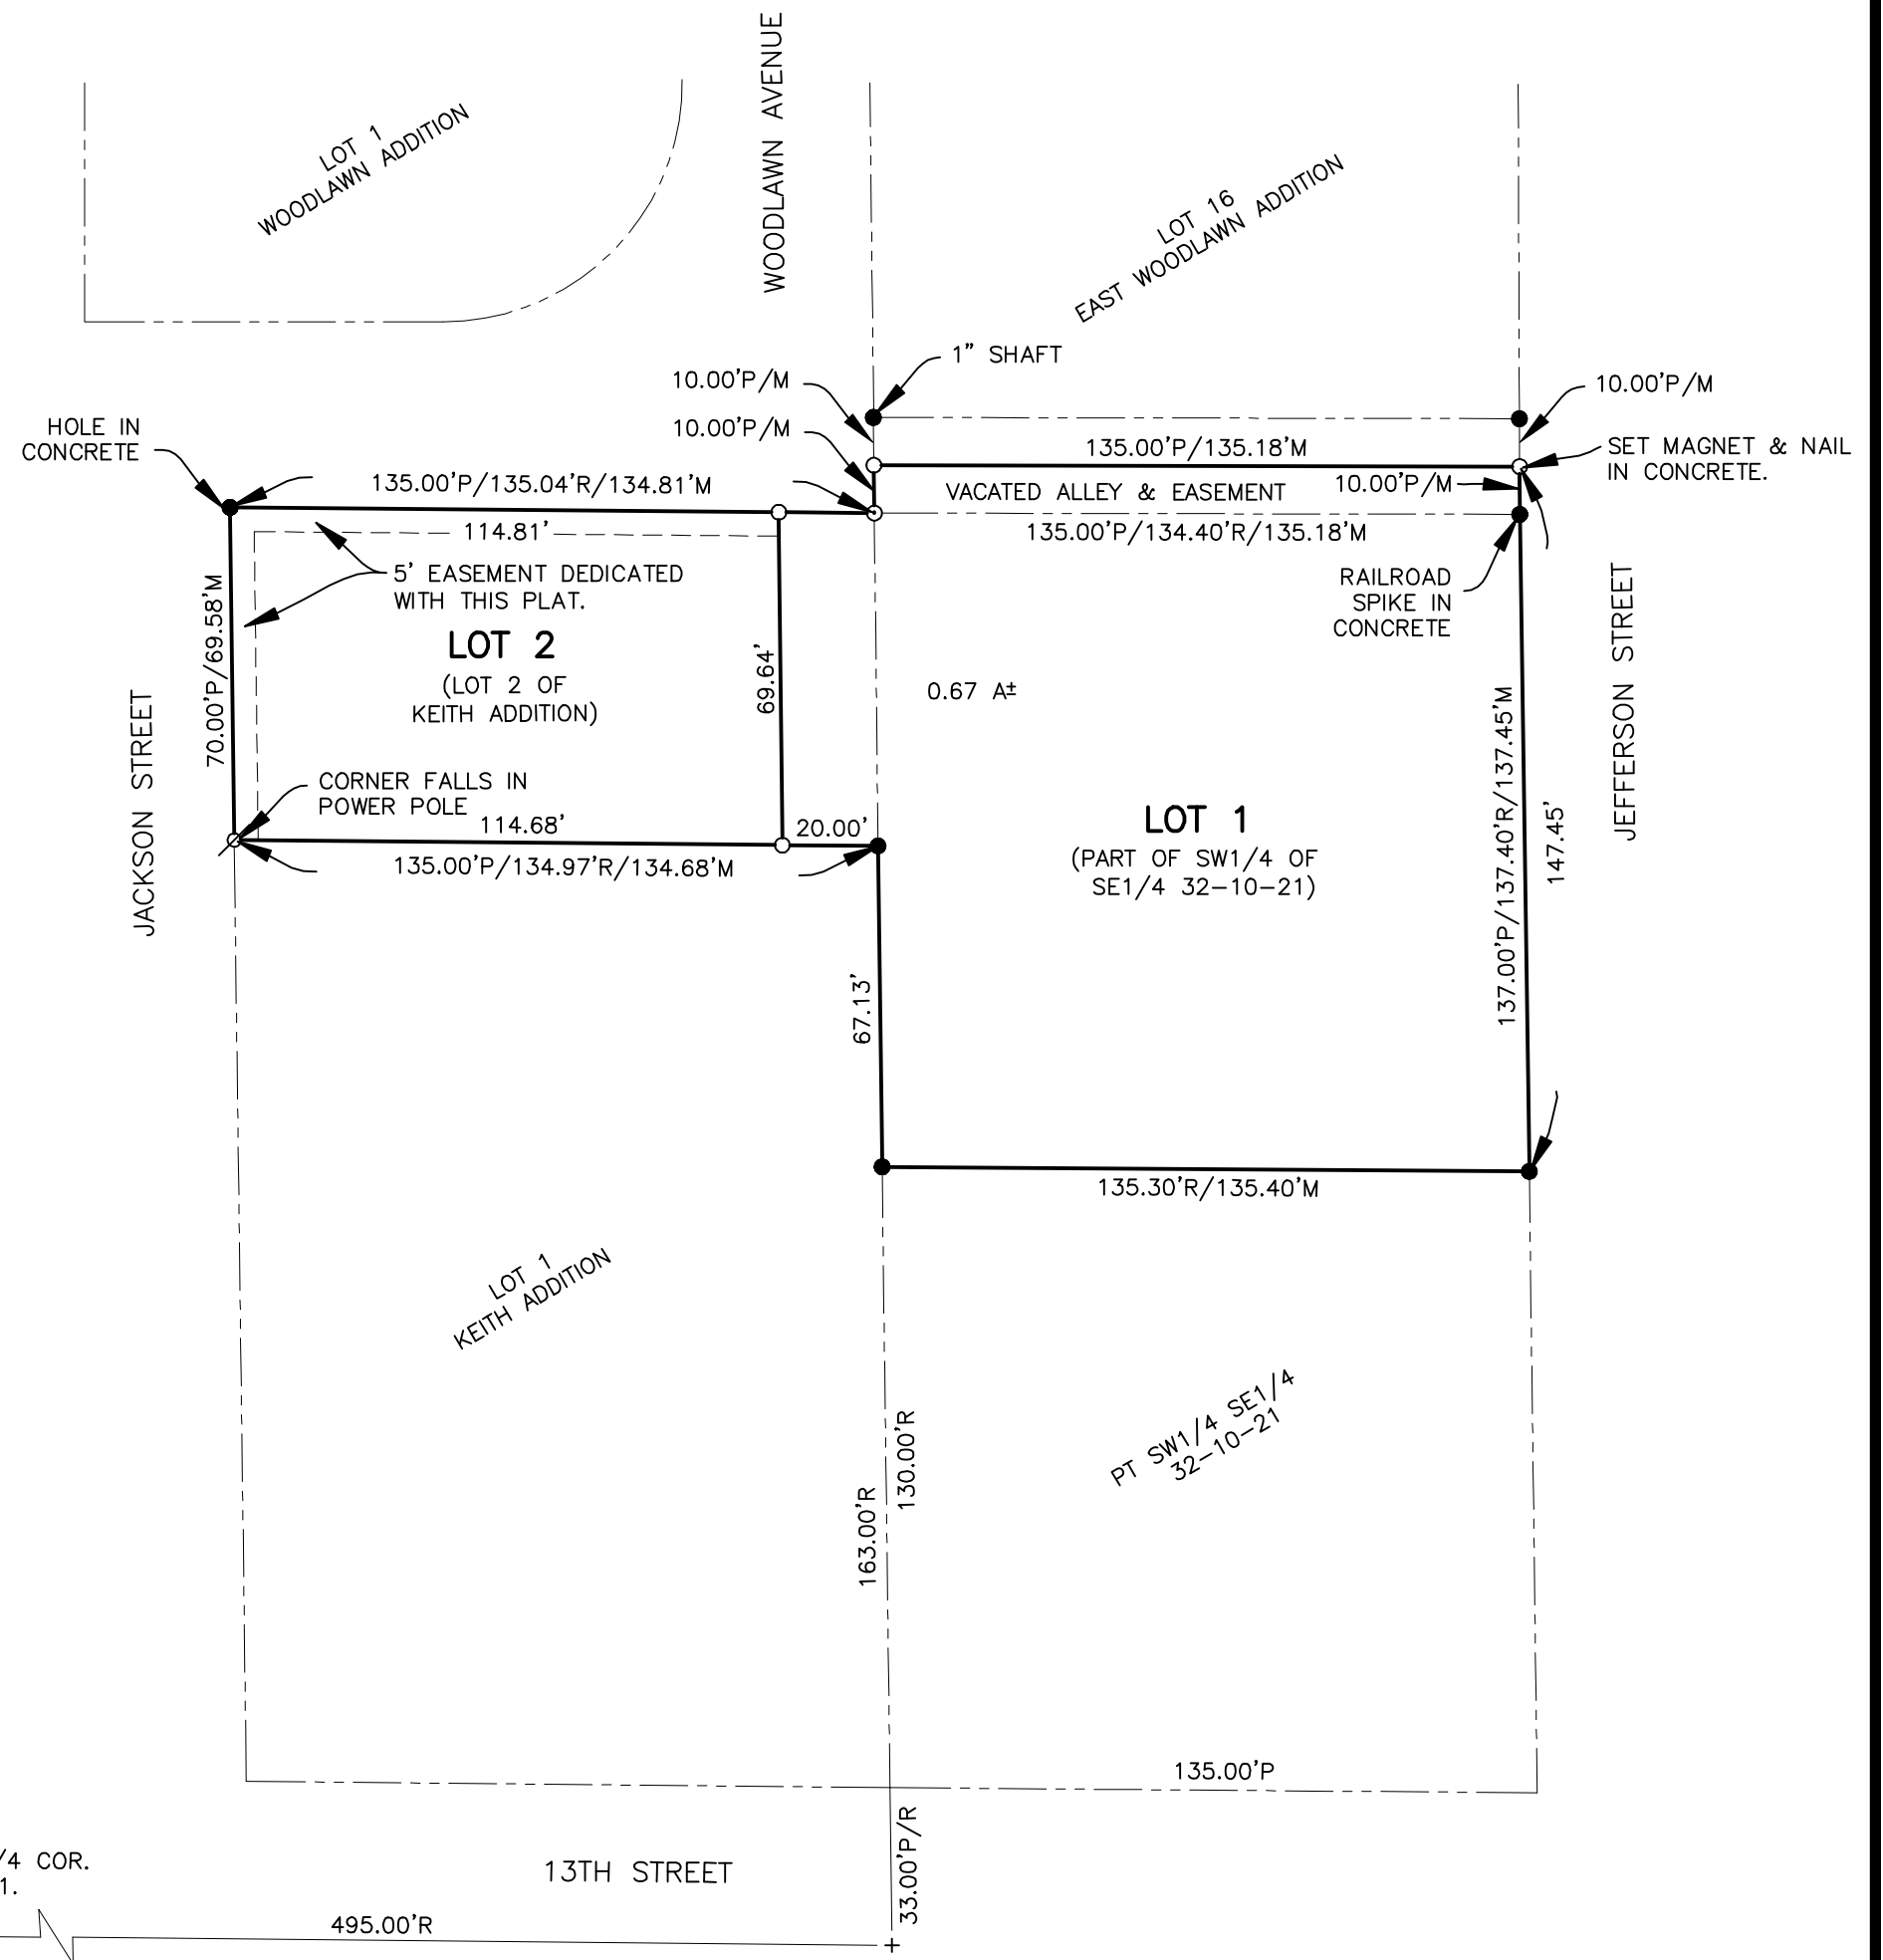 WOODLAWN AVENUE
LOT 1
WOODLAWN ADDITION
LOT 16
EAST WOODLAWN ADDITION
1” SHAFT
10.00'P/M
10.00'P/M
10.00'P/M
HOLE IN
CONCRETE
135.00'P/135.18'M
SET MAGNET & NAIL
IN CONCRETE.
135.00'P/135.04'R/134.81'M
VACATED ALLEY & EASEMENT
10.00'P/M
114.81'
135.00'P/134.40'R/135.18'M
5' EASEMENT DEDICATED
WITH THIS PLAT.
RAILROAD
SPIKE IN
CONCRETE
70.00'P/69.58'M
LOT 2
(LOT 2 OF
KEITH ADDITION)
69.64'
0.67 A±
JACKSON STREET
JEFFERSON STREET
CORNER FALLS IN
POWER POLE
114.68'
20.00'
135.00'P/134.97'R/134.68'M
LOT 1
(PART OF SW1/4 OF
SE1/4 32-10-21)
137.00'P/137.40'R/137.45'M
147.45'
67.13'
135.30'R/135.40'M
LOT 1
KEITH ADDITION
PT SW1/4 SE1/4
32-10-21
130.00'R
163.00'R
135.00'P
33.00'P/R
13TH STREET
/4 COR.
1.
495.00'R